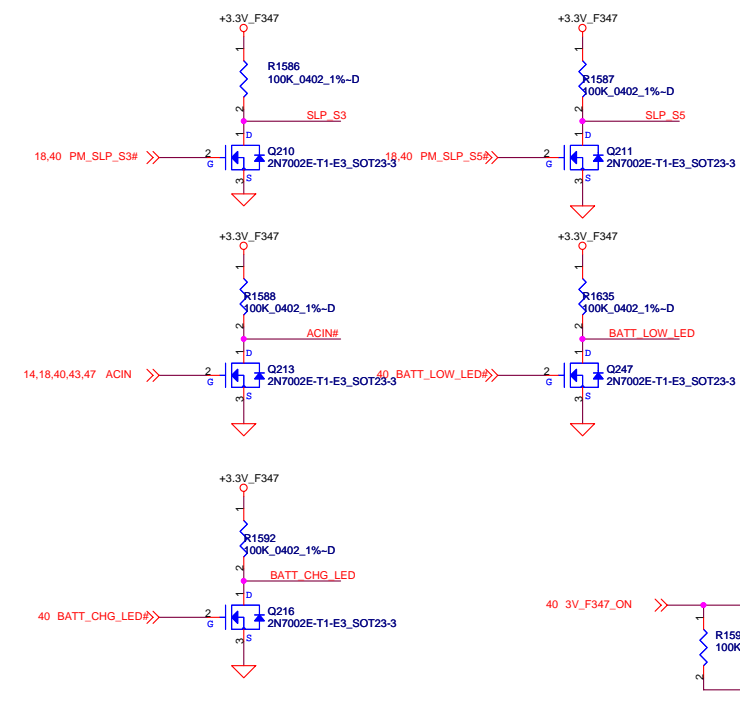 +3.3V_F347 +3.3V_F347
1 1
R1586 R1587
100K_0402_1%~D 100K_0402_1%~D
2 2
SLP_S3 SLP_S5
1 D 1 D
18,40 PM_SLP_S3# 2 G Q210 18,40 PM_SLP_S5# 2 G Q211
2N7002E-T1-E3_SOT23-3 2N7002E-T1-E3_SOT23-3
3 S 3 S
+3.3V_F347 +3.3V_F347
1 1
R1588 R1635
100K_0402_1%~D 100K_0402_1%~D
2 2
ACIN# BATT_LOW_LED
1 D 1 D
14,18,40,43,47 ACIN 2 G Q213 40 BATT_LOW_LED# 2 G Q247
2N7002E-T1-E3_SOT23-3 2N7002E-T1-E3_SOT23-3
3 S 3 S
+3.3V_F347
1
R1592
100K_0402_1%~D
2
BATT_CHG_LED
1 D
40 BATT_CHG_LED# 2 G Q216
2N7002E-T1-E3_SOT23-3
3 S
40 3V_F347_ON
1
R159
100K
2